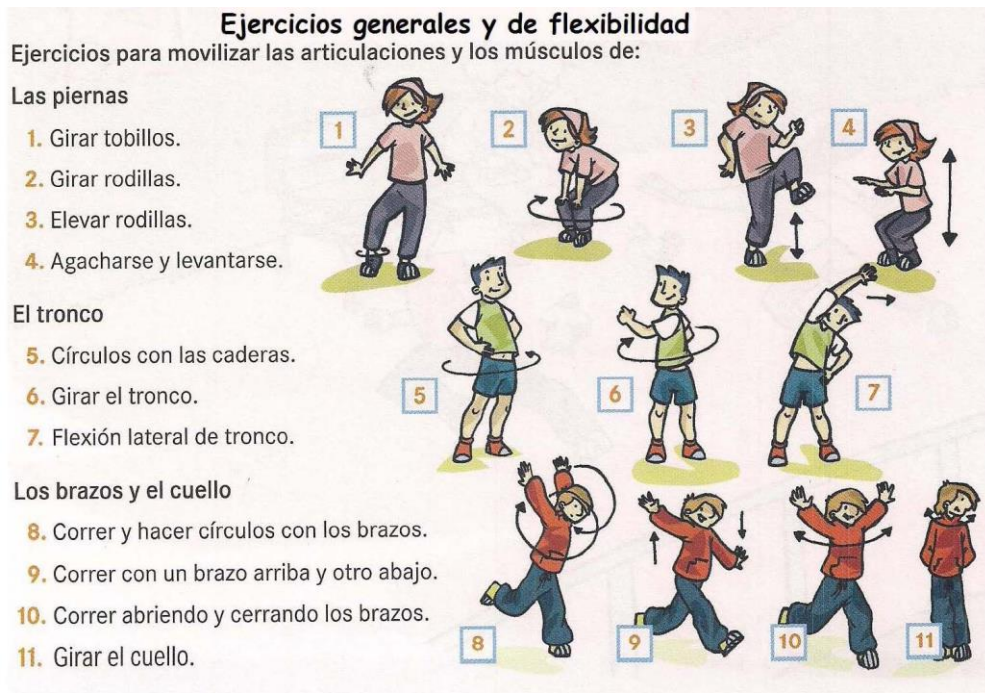 Ejercicios generales y de flexibilidad
Ejercicios para movilizar las articulaciones y los músculos de:
Las piernas
1. Girar tobillos.
2. Girar rodillas.
3. Elevar rodillas.
4. Agacharse y levantarse.
1
2
3
4
El tronco
5. Círculos con las caderas.
6. Girar el tronco.
7. Flexión lateral de tronco.
5
6
7
Los brazos y el cuello
8. Correr y hacer círculos con los brazos.
9. Correr con un brazo arriba y otro abajo.
10. Correr abriendo y cerrando los brazos.
11. Girar el cuello.
8
9
10
11